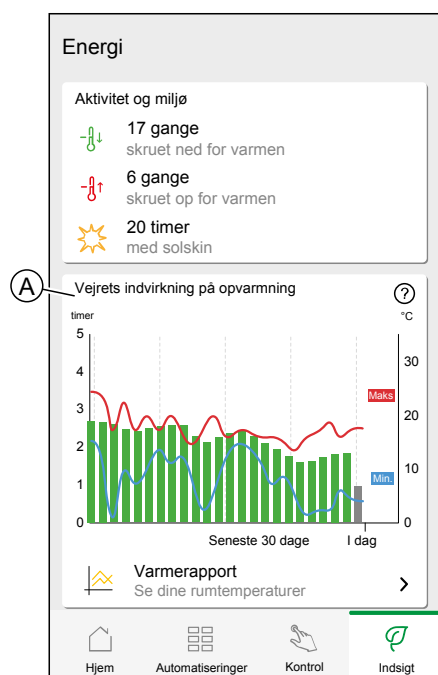 Energi
Aktivitet og miljø
17 gange
skruet ned for varmen
6 gange
skruet op for varmen
20 timer
med solskin
A
Vejrets indvirkning på opvarmning
?
timer
°C
5
4
3
2
1
0
30
20
10
0
Maks
Min.
Seneste 30 dage
I dag
Varmerapport
Se dine rumtemperaturer
Hjem
Automatiseringer
Kontrol
Indsigt